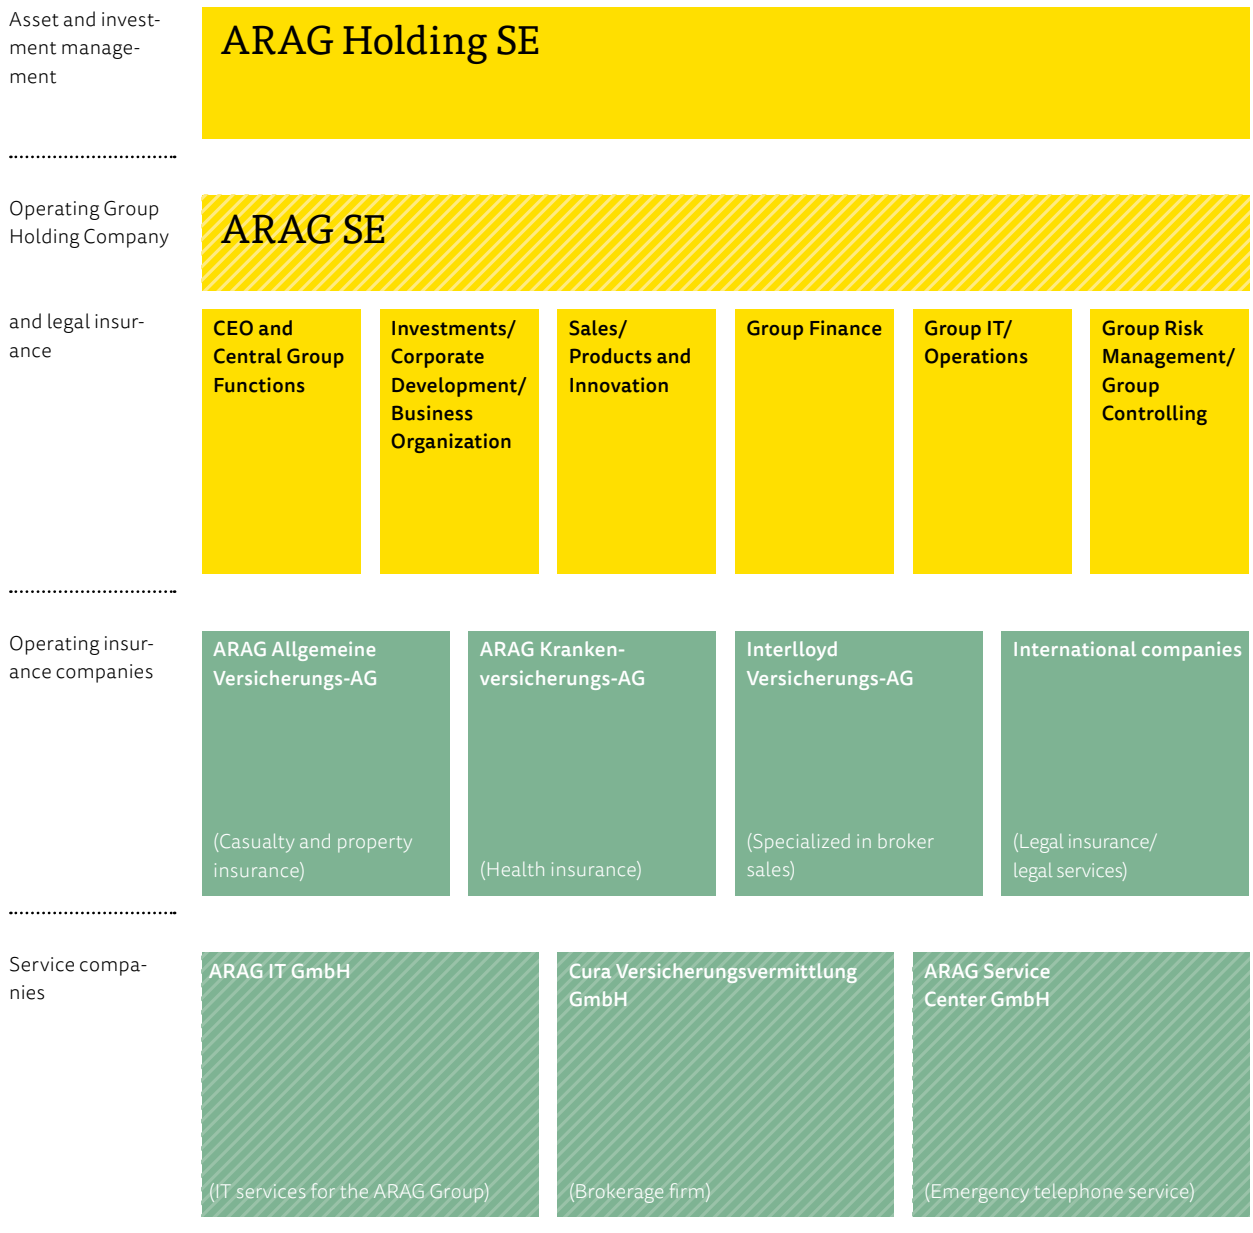 Asset and invest-
ment manage-
ment
ARAG Holding SE
Operating Group
Holding Company
ARAG SE
and legal insur-
ance
CEO and
Central Group
Functions
Investments/
Corporate
Development/
Business
Organization
Sales/
Products and
Innovation
Group Finance
Group IT/
Operations
Group Risk
Management/
Group
Controlling
Operating insur-
ance companies
ARAG Allgemeine
Versicherungs-AG
(Casualty and property
insurance)
ARAG Kranken-
versicherungs-AG
(Health insurance)
Interlloyd
Versicherungs-AG
(Specialized in broker
sales)
International companies
(Legal insurance/
legal services)
Service compa-
nies
ARAG IT GmbH
(IT services for the ARAG Group)
Cura Versicherungsvermittlung
GmbH
(Brokerage firm)
ARAG Service
Center GmbH
(Emergency telephone service)